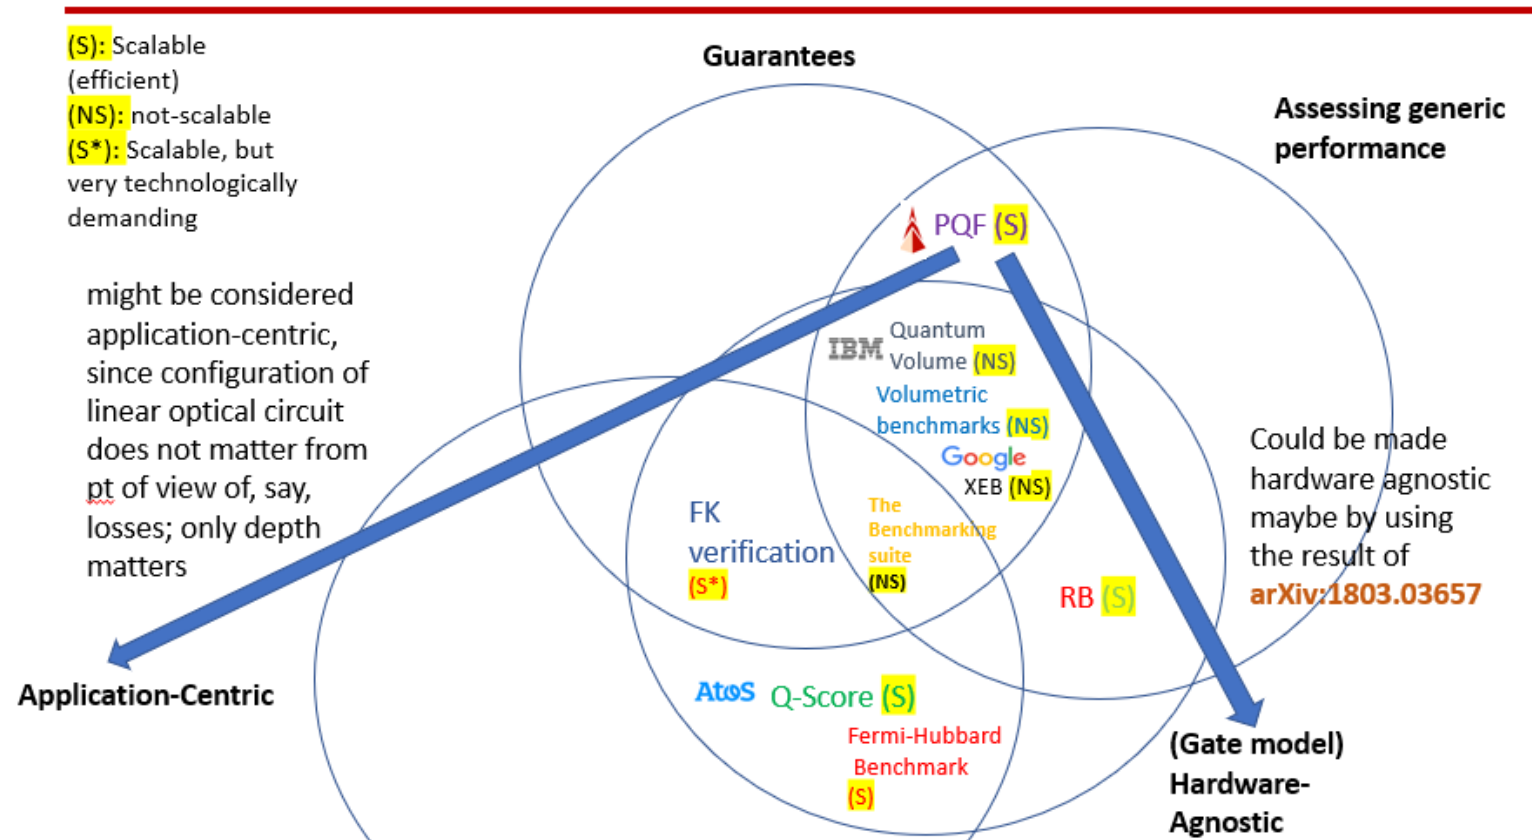 (S): Scalable
(efficient)
(NS): not-scalable
(S*): Scalable, but
very technologically
demanding
Guarantees
Assessing generic
performance
PQF (S)
might be considered
application-centric,
since configuration of
linear optical circuit
does not matter from
pt of view of, say,
losses; only depth
matters
IBM
Quantum
Volume (NS)
Volumetric
benchmarks (NS)
Google
XEB (NS)
FK
verification
(S*)
The
Benchmarking
suite
(NS)
RB (S)
Could be made
hardware agnostic
maybe by using
the result of
arXiv:1803.03657
Application-Centric
Atos Q-Score (S)
Fermi-Hubbard
Benchmark
(S)
(Gate model)
Hardware-
Agnostic